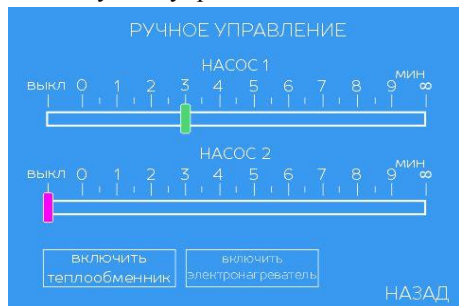 РУЧНОЕ УПРАВЛЕНИЕ
НАСОС 1
мин
выкл 0 1 2 3 4 5 6 7 8 9 ∞
НАСОС 2
мин
выкл 0 1 2 3 4 5 6 7 8 9 ∞
включить
теплообменник
включить
электронагреватель
НАЗАД